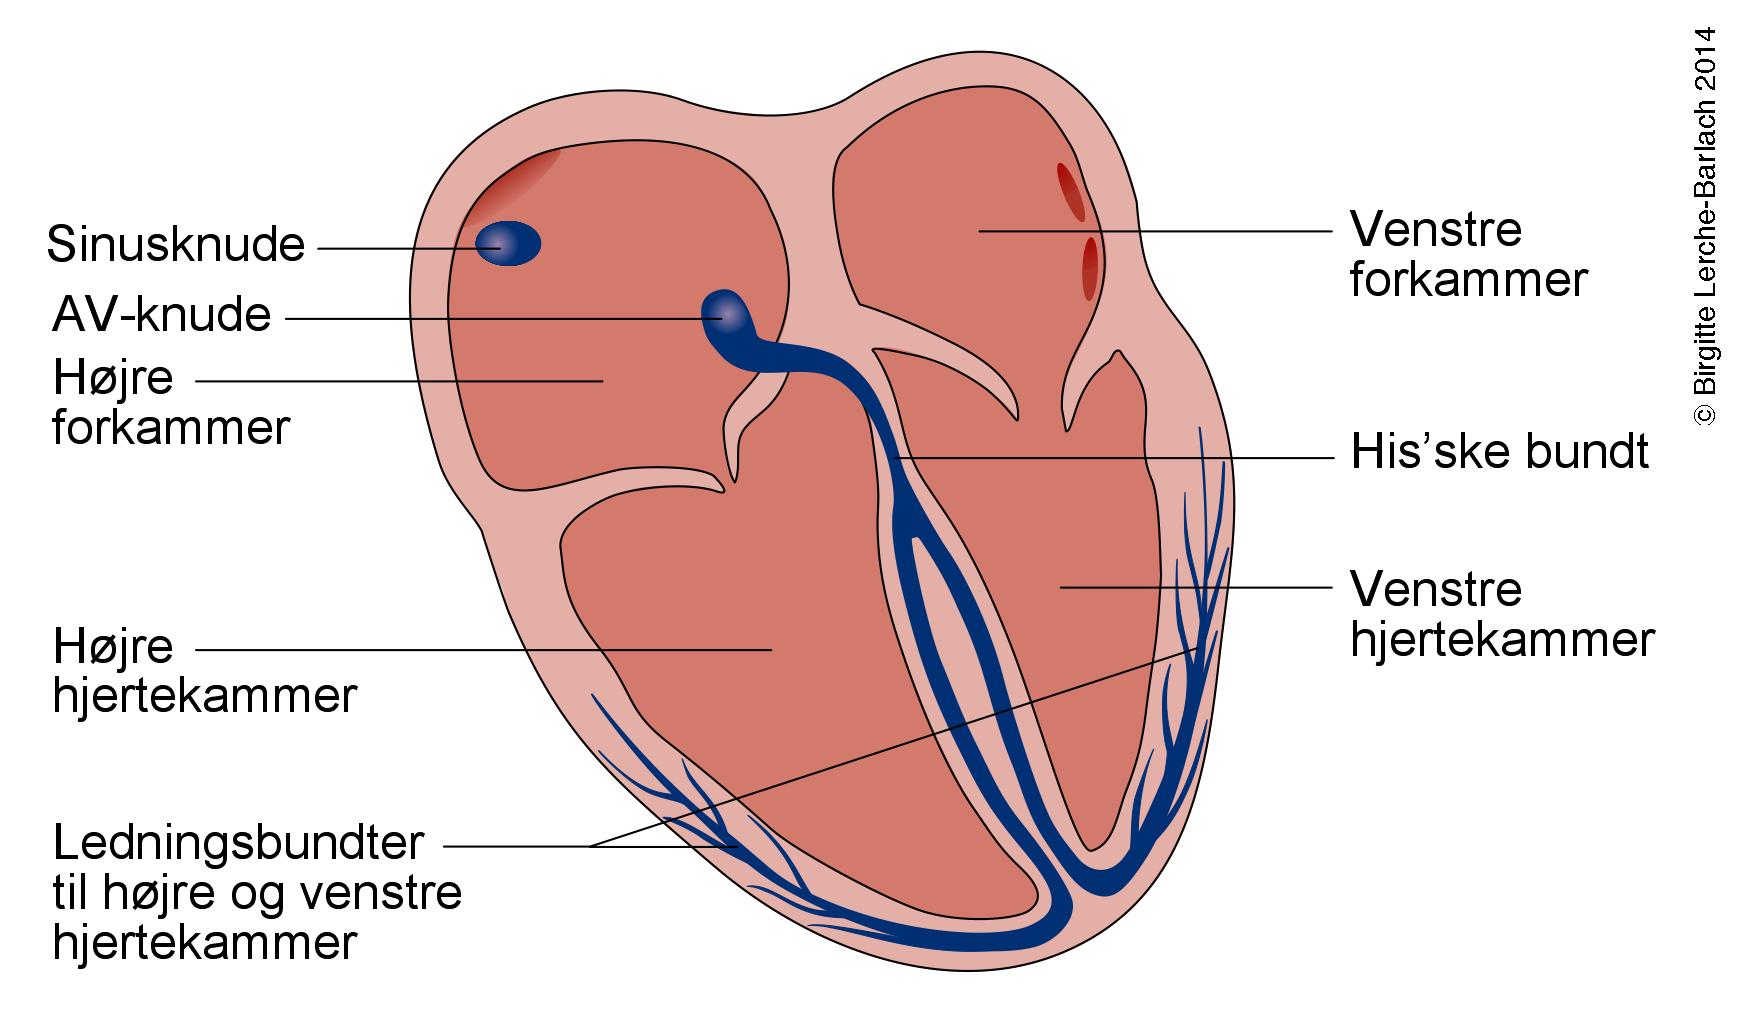 Sinusknude
AV-knude
Højre
forkammer
Højre
hjertekammer
Ledningsbundter
til højre og venstre
hjertekammer
Venstre
forkammer
His’ske bundt
Venstre
hjertekammer
© Birgitte Lerche-Barlach 2014